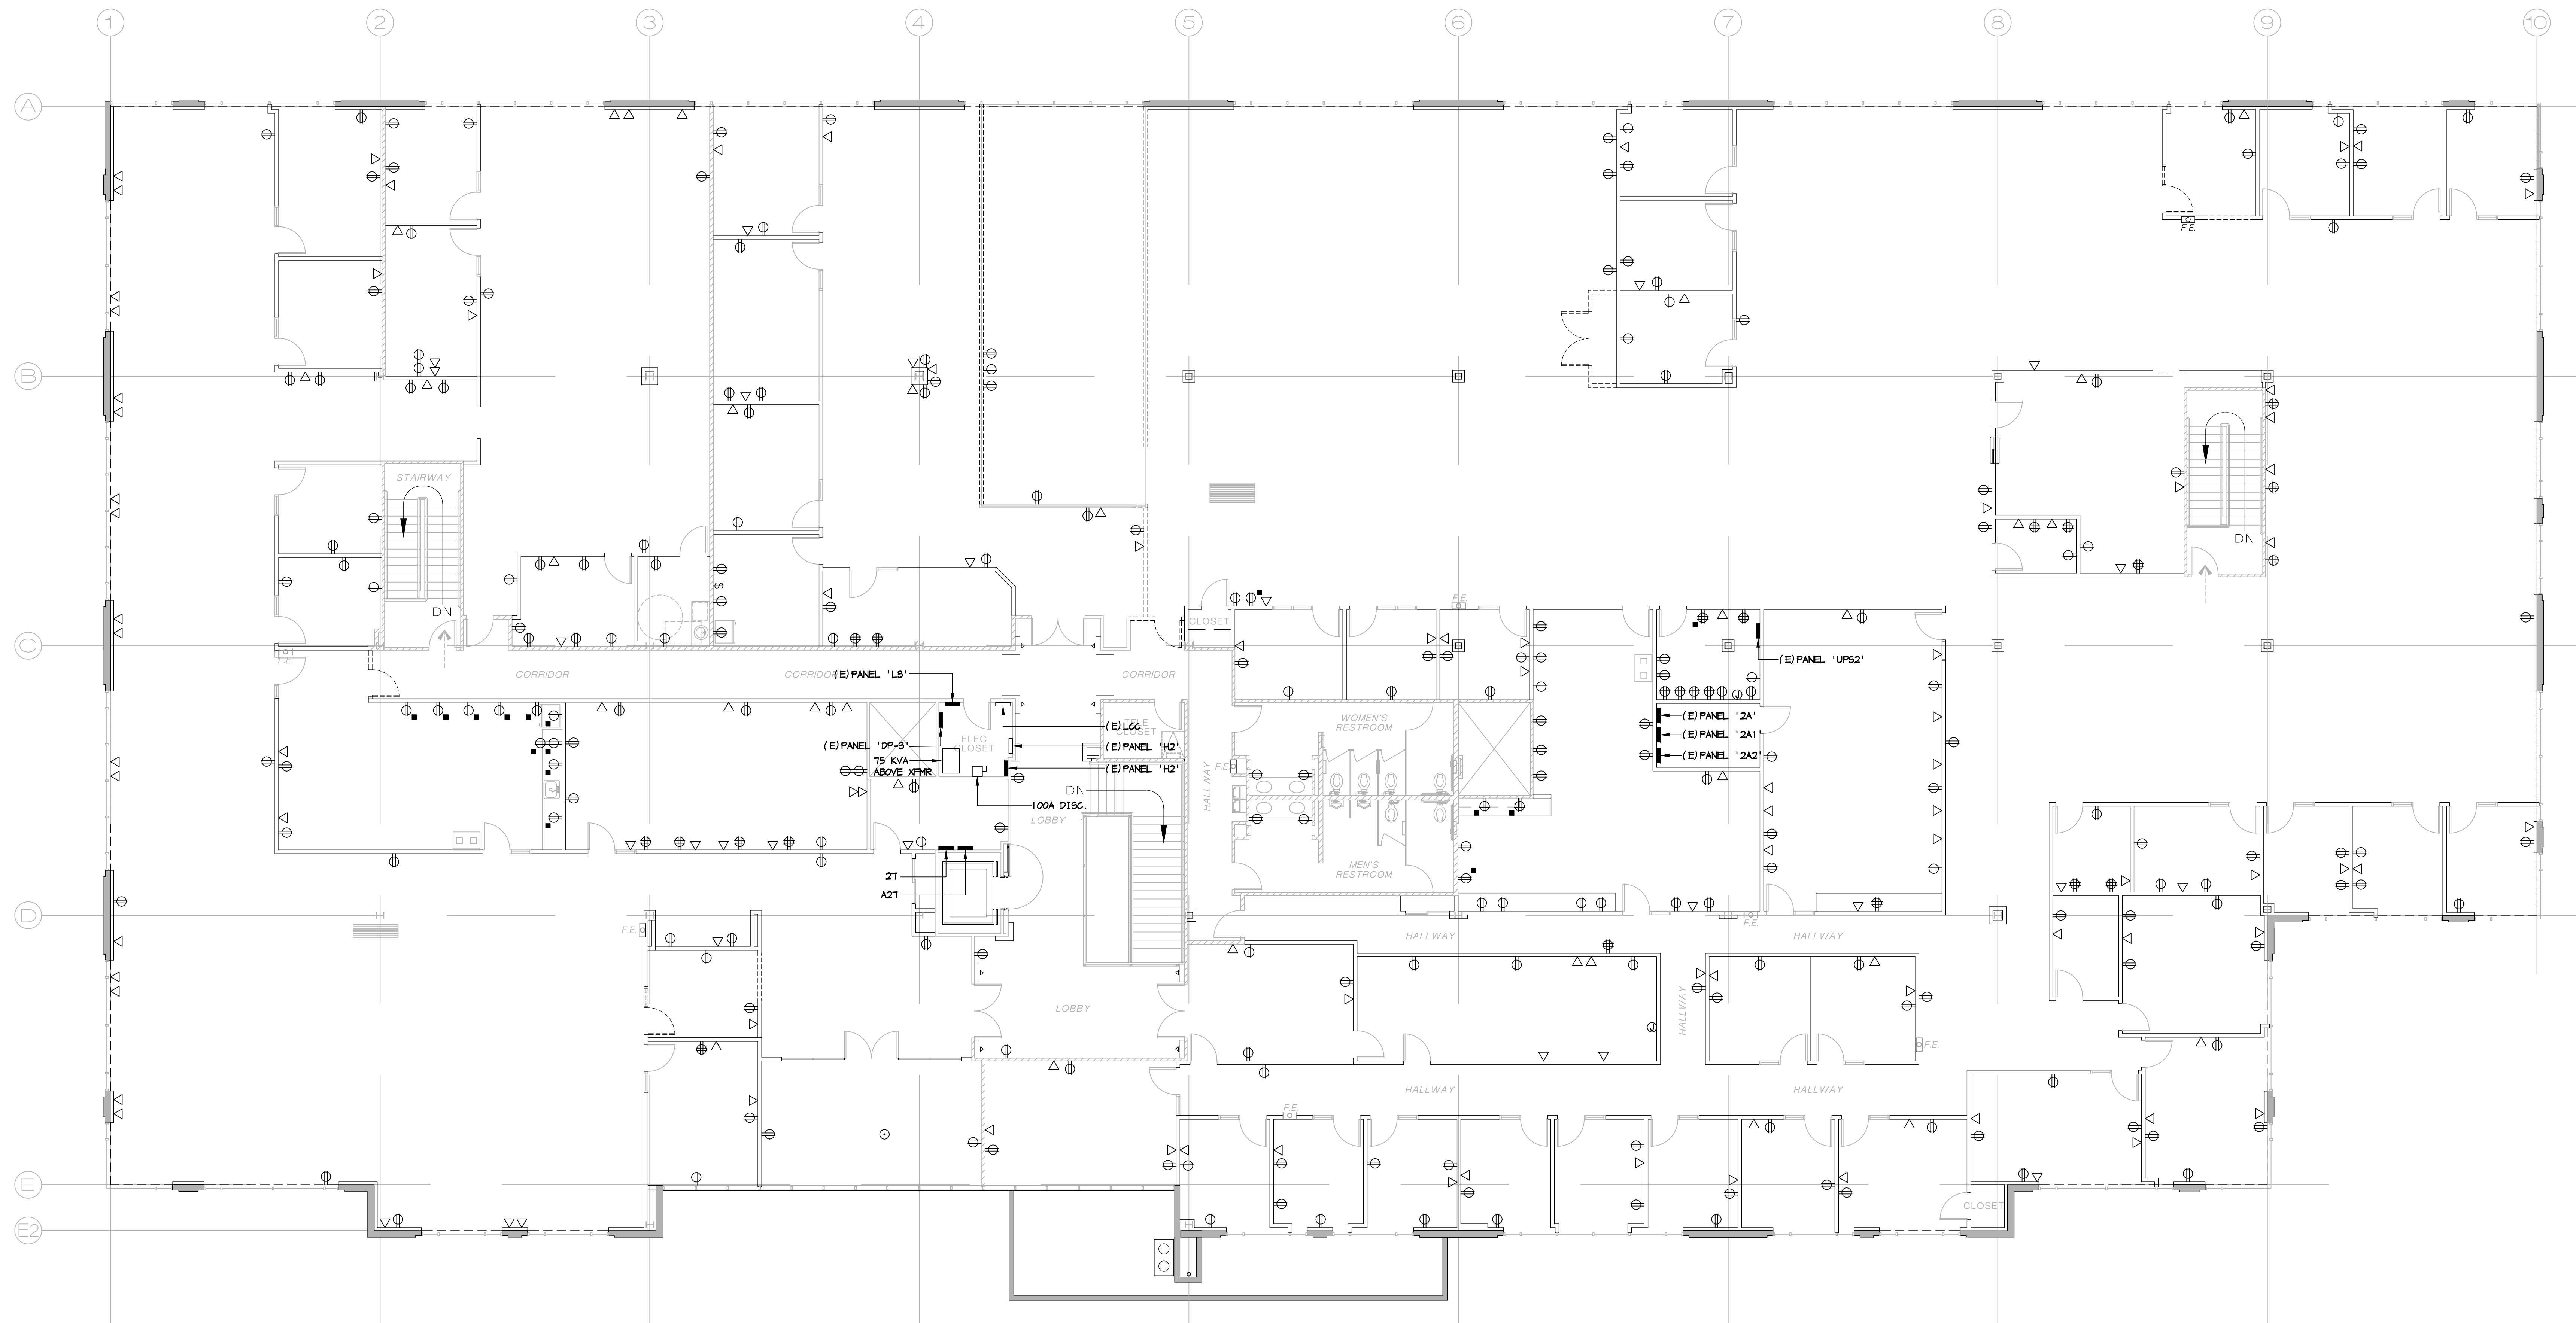 1 2 3 4 5 6 7 8 9 10
A
F.E.
B
STAIRWAY
DN
DN
F.E.
CLOSET
C
F.E.
CORRIDOR
CORRIDOR
(E)PANEL 'L3'
CORRIDOR
(E)PANEL 'UPS2'
(E)LCC
TELE
CLOSET
WOMEN'S
RESTROOM
(E)PANEL '2A'
(E)PANEL '2A1
(E)PANEL 'DP-3'
ELEC
CLOSET
(E)PANEL 'H2'
(E)PANEL '2A2'
75 KVA
ABOVE XFMR
(E)PANEL 'H2'
F.E.
HALLWAY
DN
100A DISC.
LOBBY
MEN'S
RESTROOM
27
A27
D
F.E.
F.E.
HALLWAY
HALLWAY
LOBBY
HALLWAY
J
J
F.E.
HALLWAY
HALLWAY
F.E.
E
CLOSET
E2